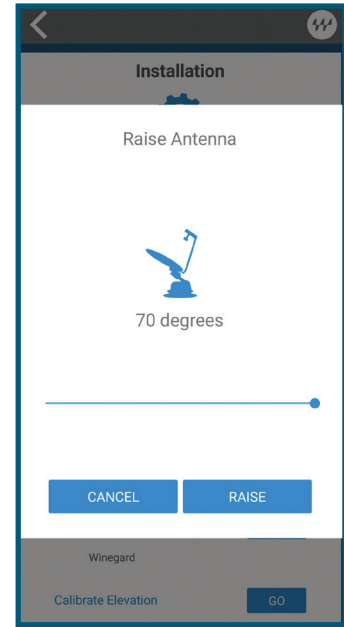 Installation
Raise Antenna
70 degrees
CANCEL RAISE
Winegard
Calibrate Elevation GO